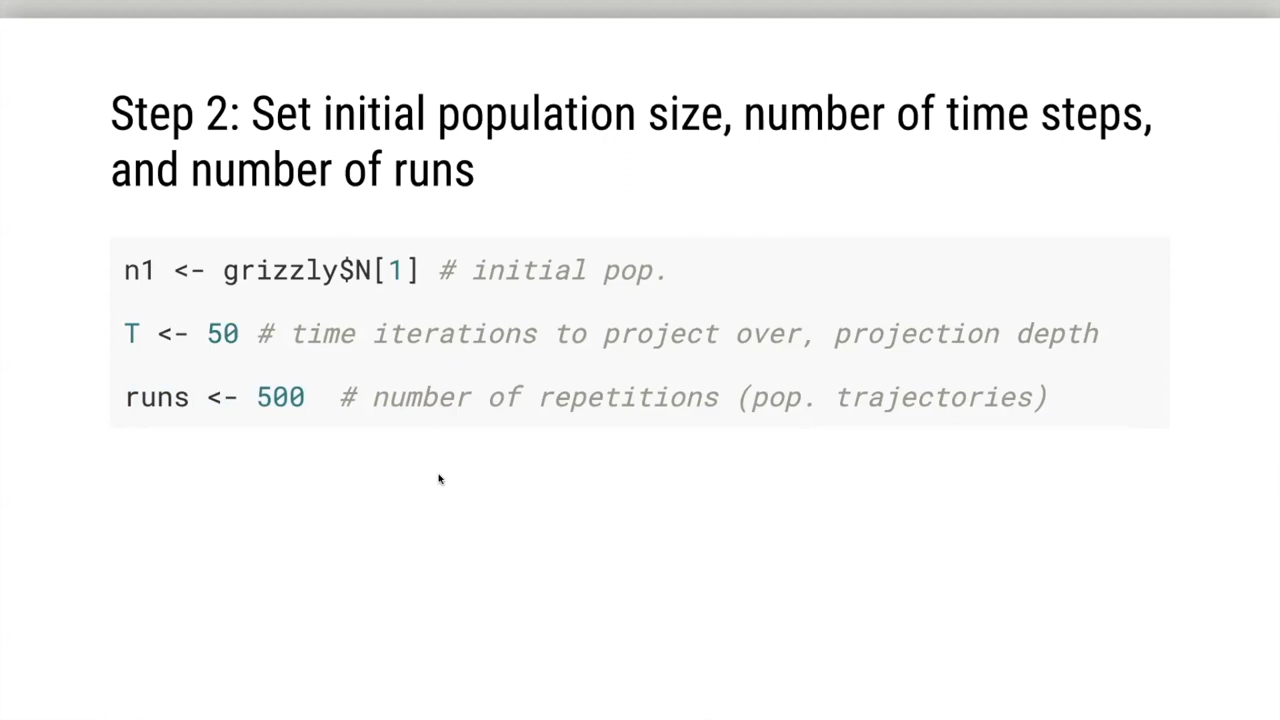 Step 2: Set initial population size, number of time steps,
and number of runs
n1 <- grizzly$N[1] # initial pop.
T <- 50 # time iterations to project over, projection depth
runs <- 500  # number of repetitions (pop. trajectories)